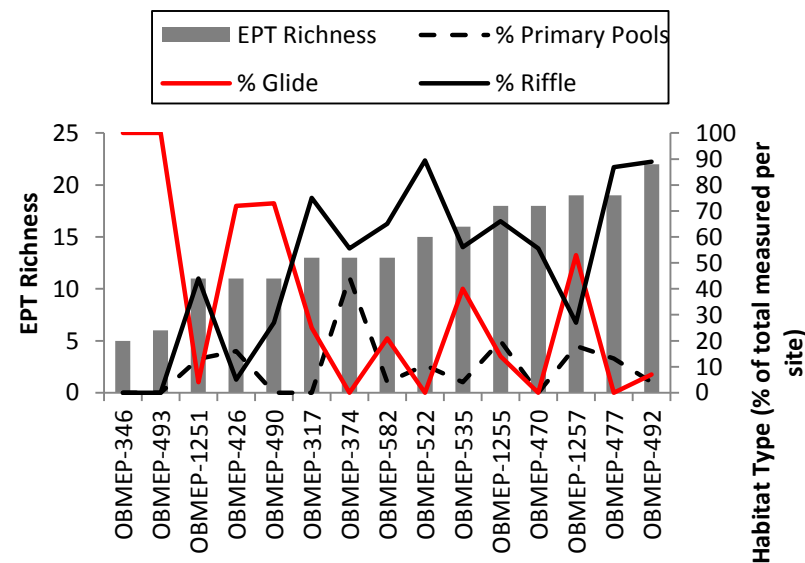 EPT Richness
% Primary Pools
% Glide
% Riffle
EPT Richness
25
20
15
10
5
0
100
90
80
70
60
50
40
30
20
10
0
Habitat Type (% of total measured per
site)
OBMEP-346
OBMEP-493
OBMEP-1251
OBMEP-426
OBMEP-490
OBMEP-317
OBMEP-374
OBMEP-582
OBMEP-522
OBMEP-535
OBMEP-1255
OBMEP-470
OBMEP-1257
OBMEP-477
OBMEP-492